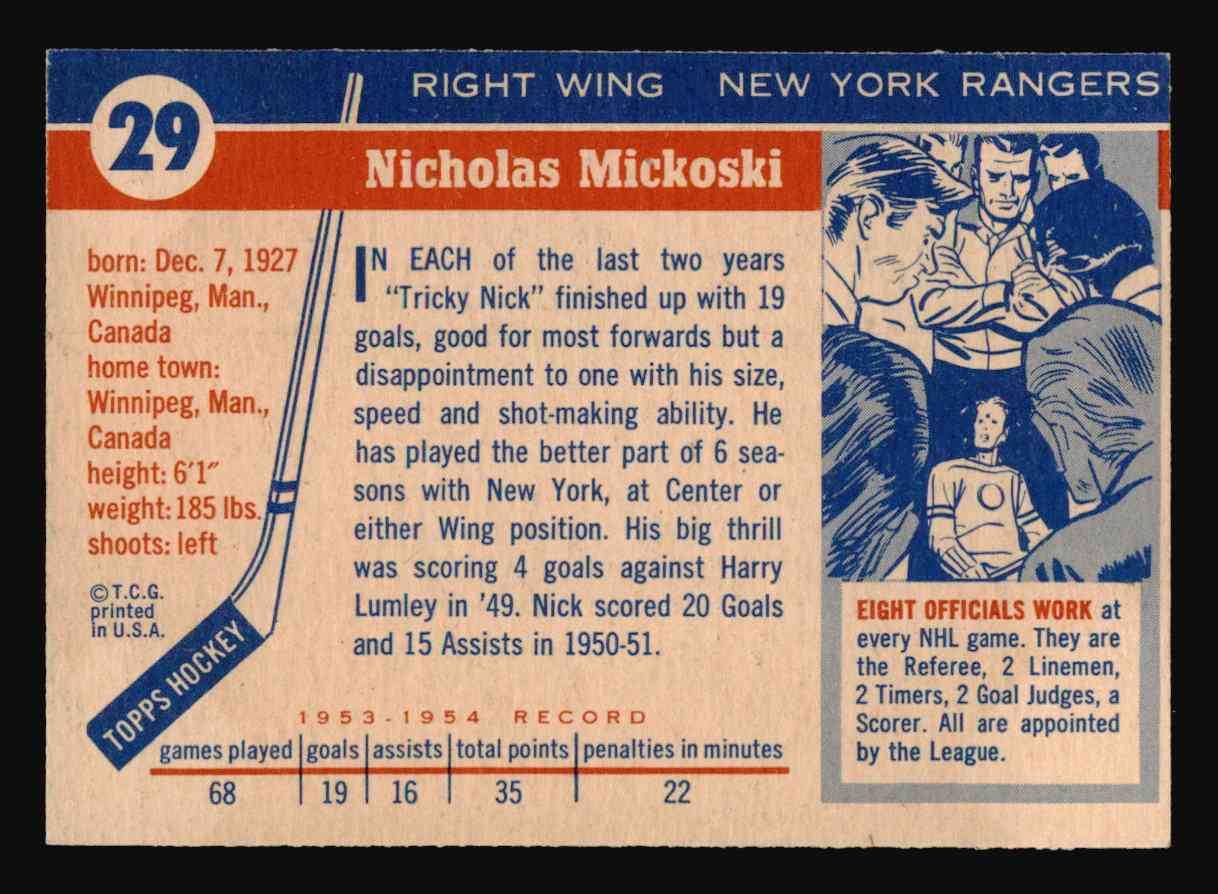 29
RIGHT WING NEW YORK RANGERS
Nicholas Mickoski
born: Dec. 7, 1927
Winnipeg, Man.,
Canada
home town:
Winnipeg, Man.,
Canada
height: 6'1"
weight: 185 lbs.
shoots: left
© T.C.G.
printed
in U.S.A.
TOPPS HOCKEY
IN EACH of the last two years
"Tricky Nick" finished up with 19
goals, good for most forwards but a
disappointment to one with his size,
speed and shot-making ability. He
has played the better part of 6 sea-
sons with New York, at Center or
either Wing position. His big thrill
was scoring 4 goals against Harry
Lumley in '49. Nick scored 20 Goals
and 15 Assists in 1950-51.
1953-1954 RECORD
games played goals assists total points penalties in minutes
68 19 16 35 22
EIGHT OFFICIALS WORK at
every NHL game. They are
the Referee, 2 Linemen,
2 Timers, 2 Goal Judges, a
Scorer. All are appointed
by the League.